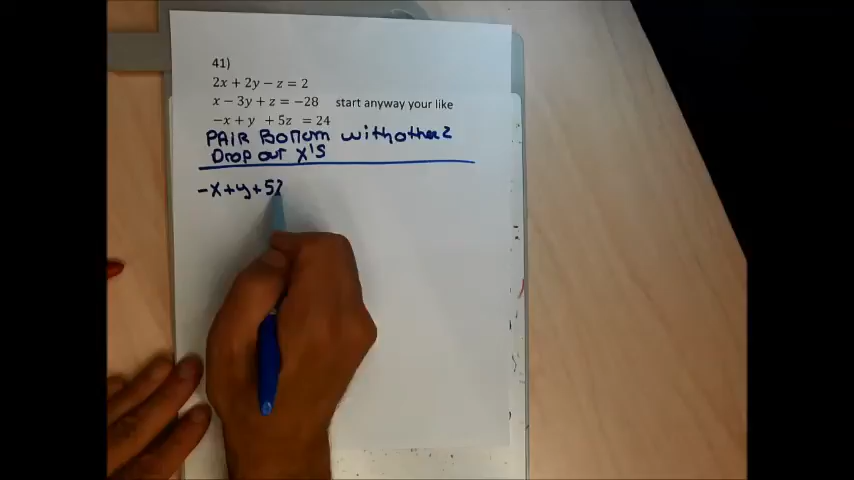 41)
2x + 2y − z = 2
x − 3y + z = −28 start anyway your like
−x + y + 5z = 24
PAIR BOTTOM with other 2
Drop out X'S
-x+y+5z